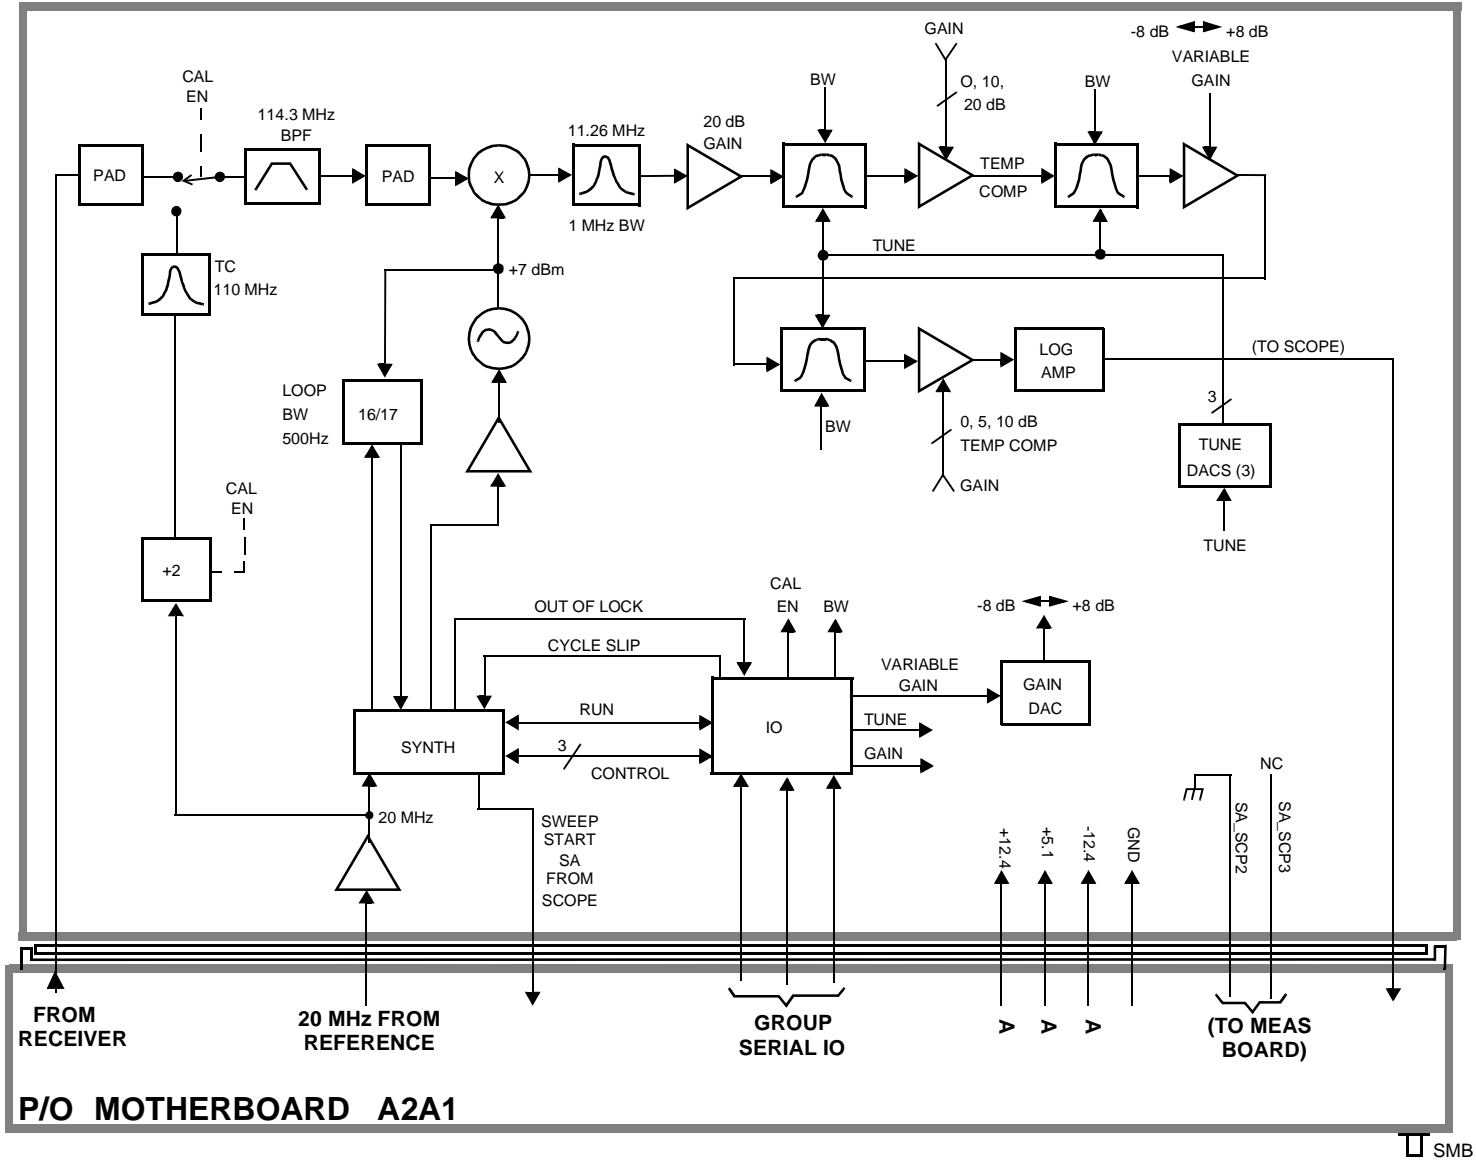 GAIN
-8 dB
+8 dB
VARIABLE
GAIN
CAL
EN
BW
O, 10,
20 dB
BW
114.3 MHz
BPF
11.26 MHz
20 dB
GAIN
PAD
PAD
X
TEMP
COMP
1 MHz BW
TUNE
TC
110 MHz
+7 dBm
LOG
AMP
(TO SCOPE)
LOOP
BW
500Hz
16/17
3
BW
0, 5, 10 dB
TEMP COMP
GAIN
TUNE
DACS (3)
TUNE
CAL
EN
+2
OUT OF LOCK
CYCLE SLIP
CAL
EN
BW
-8 dB
+8 dB
VARIABLE
GAIN
GAIN
DAC
RUN
IO
TUNE
SYNTH
3
CONTROL
GAIN
NC
20 MHz
SWEEP
START
SA
FROM
SCOPE
+12.4
+5.1
-12.4
GND
SA_SCP2
SA_SCP3
FROM
RECEIVER
20 MHz FROM
REFERENCE
GROUP
SERIAL IO
A
A
A
(TO MEAS
BOARD)
P/O MOTHERBOARD A2A1
SMB